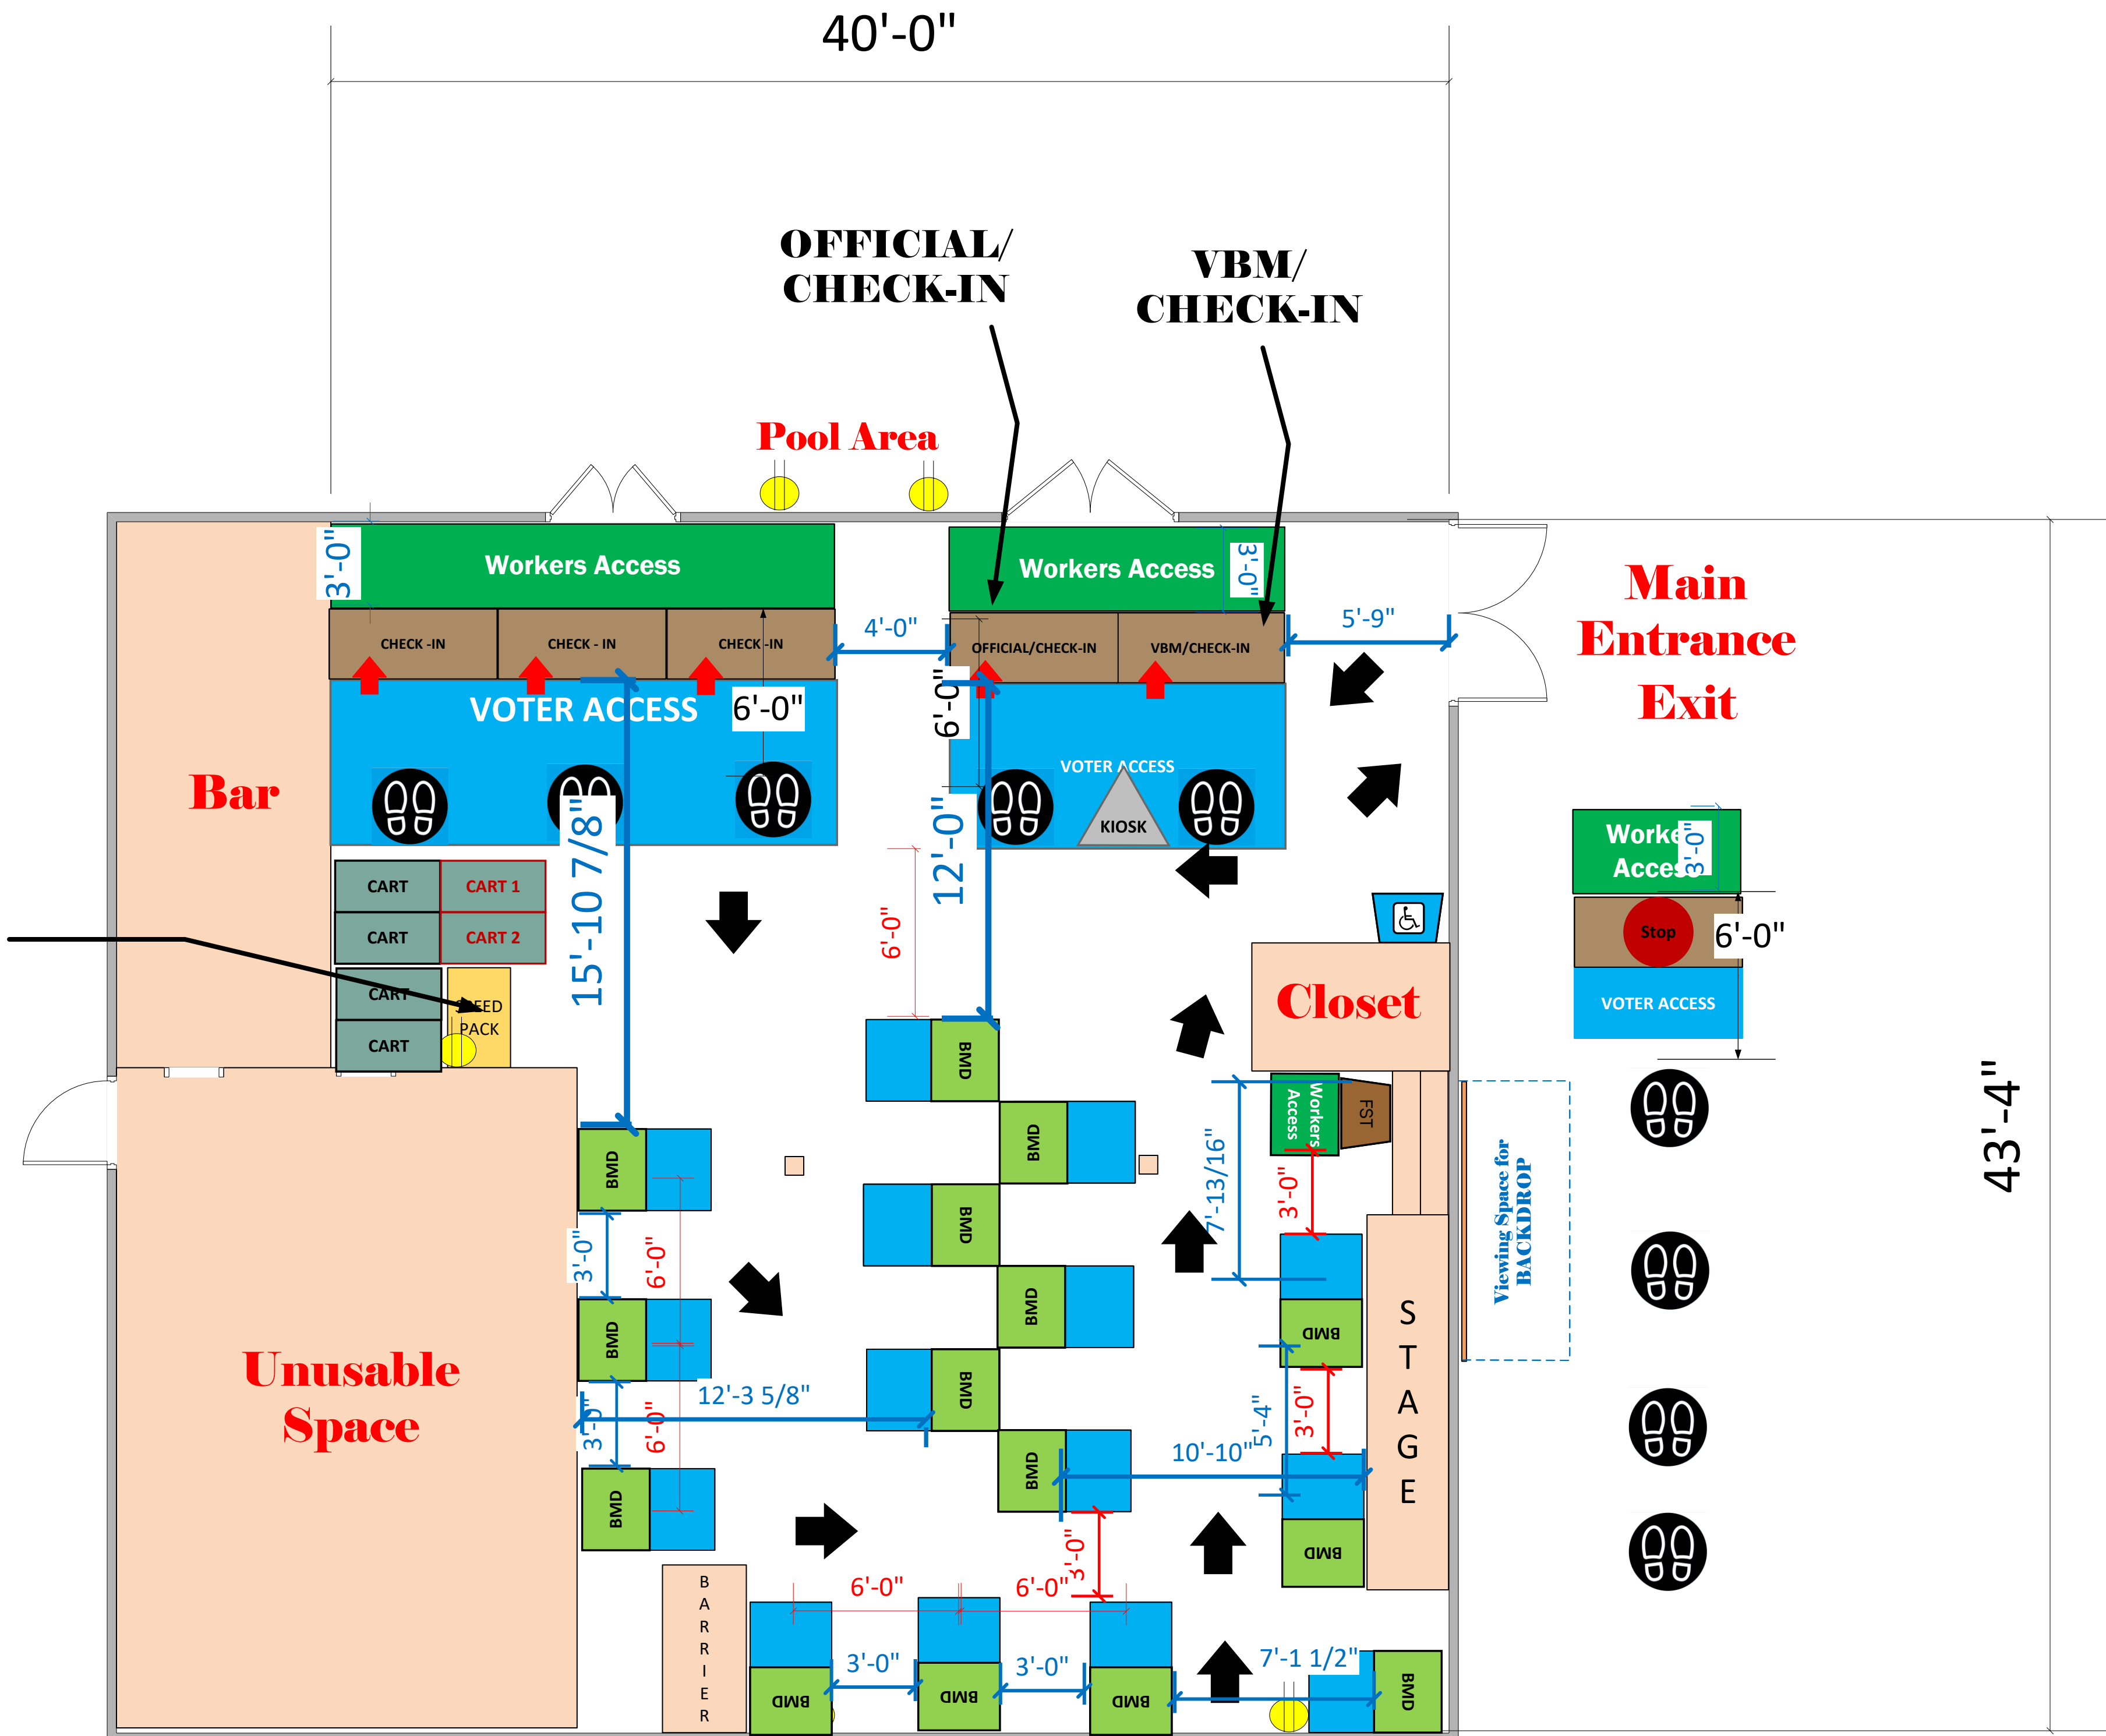 40'-0"
OFFICIAL/
CHECK-IN
VBM/
CHECK-IN
Pool Area
3'-0"
Workers Access
Workers Access
3'-0"
Main
Entrance
Exit
CHECK -IN
CHECK - IN
CHECK -IN
4'-0"
OFFICIAL/CHECK-IN
VBM/CHECK-IN
5'-9"
VOTER ACCESS
6'-0"
6'-0"
VOTER ACCESS
KIOSK
Bar
15'-10 7/8"
12'-0"
6'-0"
Worke
Access
3'-0"
Stop
6'-0"
VOTER ACCESS
CART
CART 1
CART
CART 2
CART
CART
SPEED
PACK
Closet
BMD
Workers
Access
FST
43'-4"
BMD
BMD
7'-13/16"
3'-0"
Viewing Space for
BACKDROP
BMD
3'-0"
6'-0"
BMD
BMD
BMD
STAGE
Unusable
Space
12'-3 5/8"
BMD
5'-4"
3'-0"
3'-0"
6'-0"
BMD
10'-10"
BMD
BMD
3'-0"
BARRIER
6'-0"
6'-0"
3'-0"
3'-0"
7'-1 1/2"
BMD
BMD
BMD
BMD